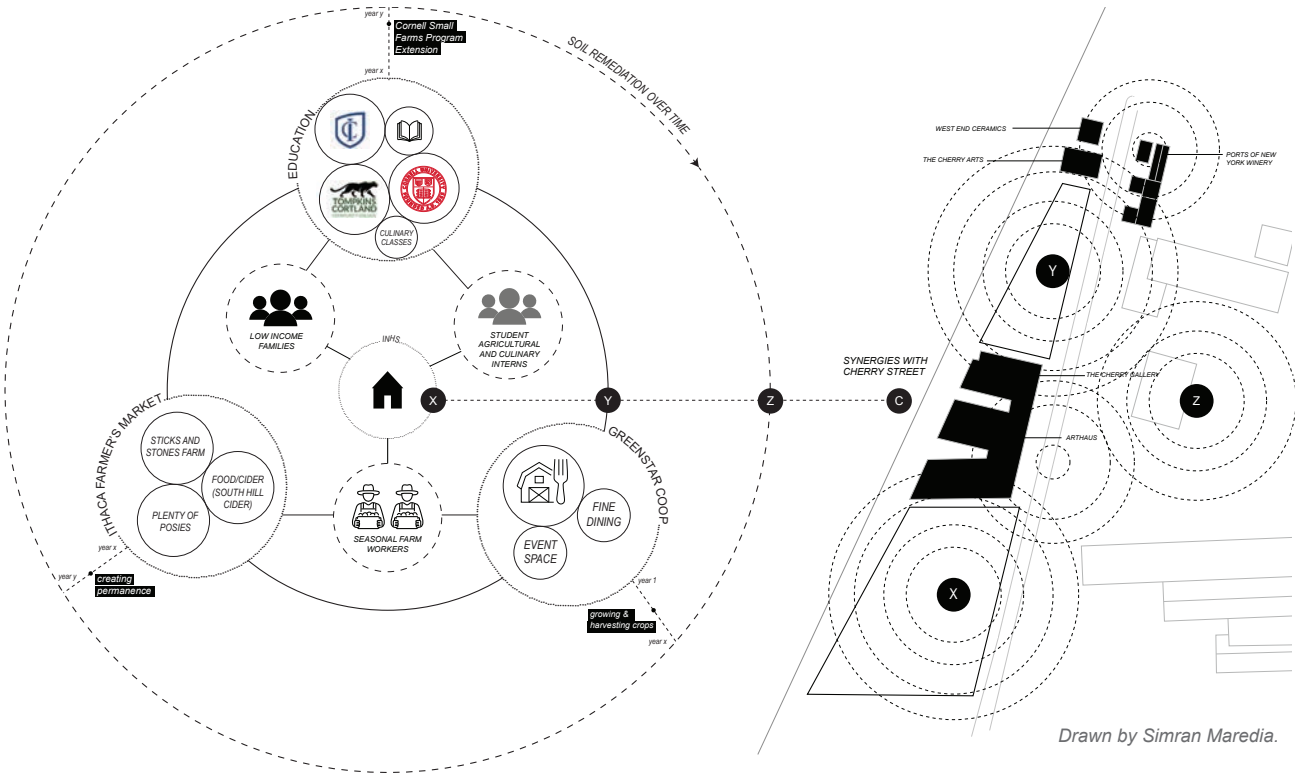 year y
Cornell Small
Farms Program
Extension
year x
SOIL REMEDIATION OVER TIME
EDUCATION
IC
TOMPKINS
CORTLAND
COMMUNITY COLLEGE
CULINARY
CLASSES
LOW INCOME
FAMILIES
STUDENT
AGRICULTURAL
AND CULINARY
INTERNS
INHS
X
Y
Z
C
SYNERGIES WITH
CHERRY STREET
ITHACA FARMER'S MARKET
STICKS AND
STONES FARM
FOOD/CIDER
(SOUTH HILL
CIDER)
PLENTY OF
POSIES
SEASONAL FARM
WORKERS
GREENSTAR COOP
FINE
DINING
EVENT
SPACE
year x
year y
creating
permanence
year 1
growing &
harvesting crops
year x
WEST END CERAMICS
THE CHERRY ARTS
PORTS OF NEW
YORK WINERY
Y
THE CHERRY GALLERY
Z
ARTHAUS
X
Drawn by Simran Maredia.